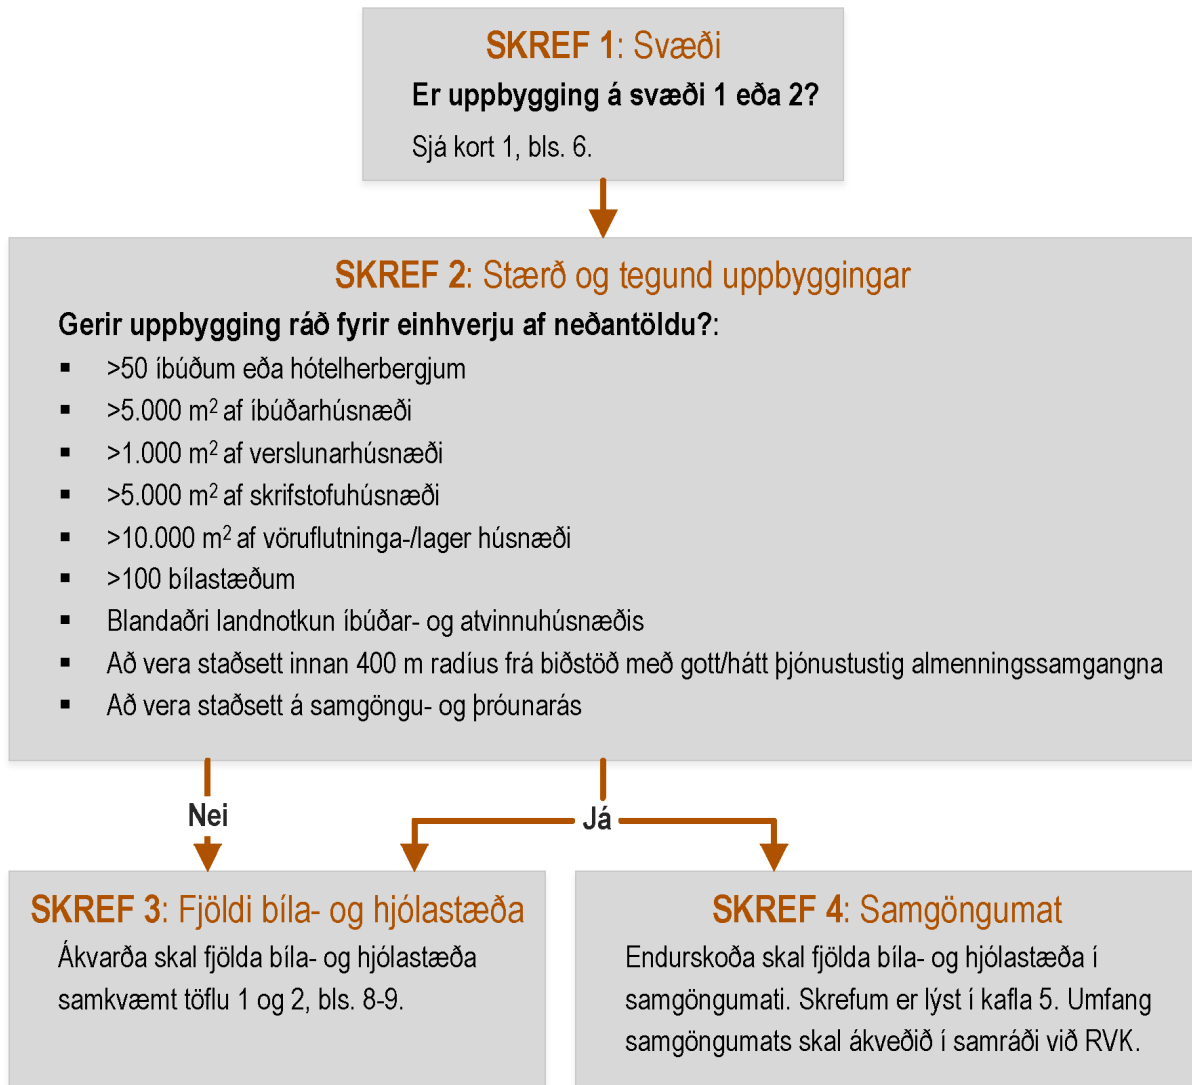 SKREF 1: Svæði
Er uppbygging á svæði 1 eða 2?
Sjá kort 1, bls. 6.
SKREF 2: Stærð og tegund uppbyggingar
Gerir uppbygging ráð fyrir einhverju af neðantöldu?:
▪ >50 íbúðum eða hótelherbergjum
▪ >5.000 m² af íbúðarhúsnæði
▪ >1.000 m² af verslunarhúsnæði
▪ >5.000 m² af skrifstofuhúsnæði
▪ >10.000 m² af vöruflutninga-/lager húsnæði
▪ >100 bílastæðum
▪ Blandaðri landnotkun íbúðar- og atvinnuhúsnæðis
▪ Að vera staðsett innan 400 m radíus frá biðstöð með gott/hátt þjónustustig almenningssamgangna
▪ Að vera staðsett á samgöngu- og þróunarás
Nei
Já
SKREF 3: Fjöldi bíla- og hjólastæða
Ákvarða skal fjölda bíla- og hjólastæða
samkvæmt töflu 1 og 2, bls. 8-9.
SKREF 4: Samgöngumat
Endurskoða skal fjölda bíla- og hjólastæða í
samgöngumati. Skrefum er lýst í kafla 5. Umfang
samgöngumats skal ákveðið í samráði við RVK.